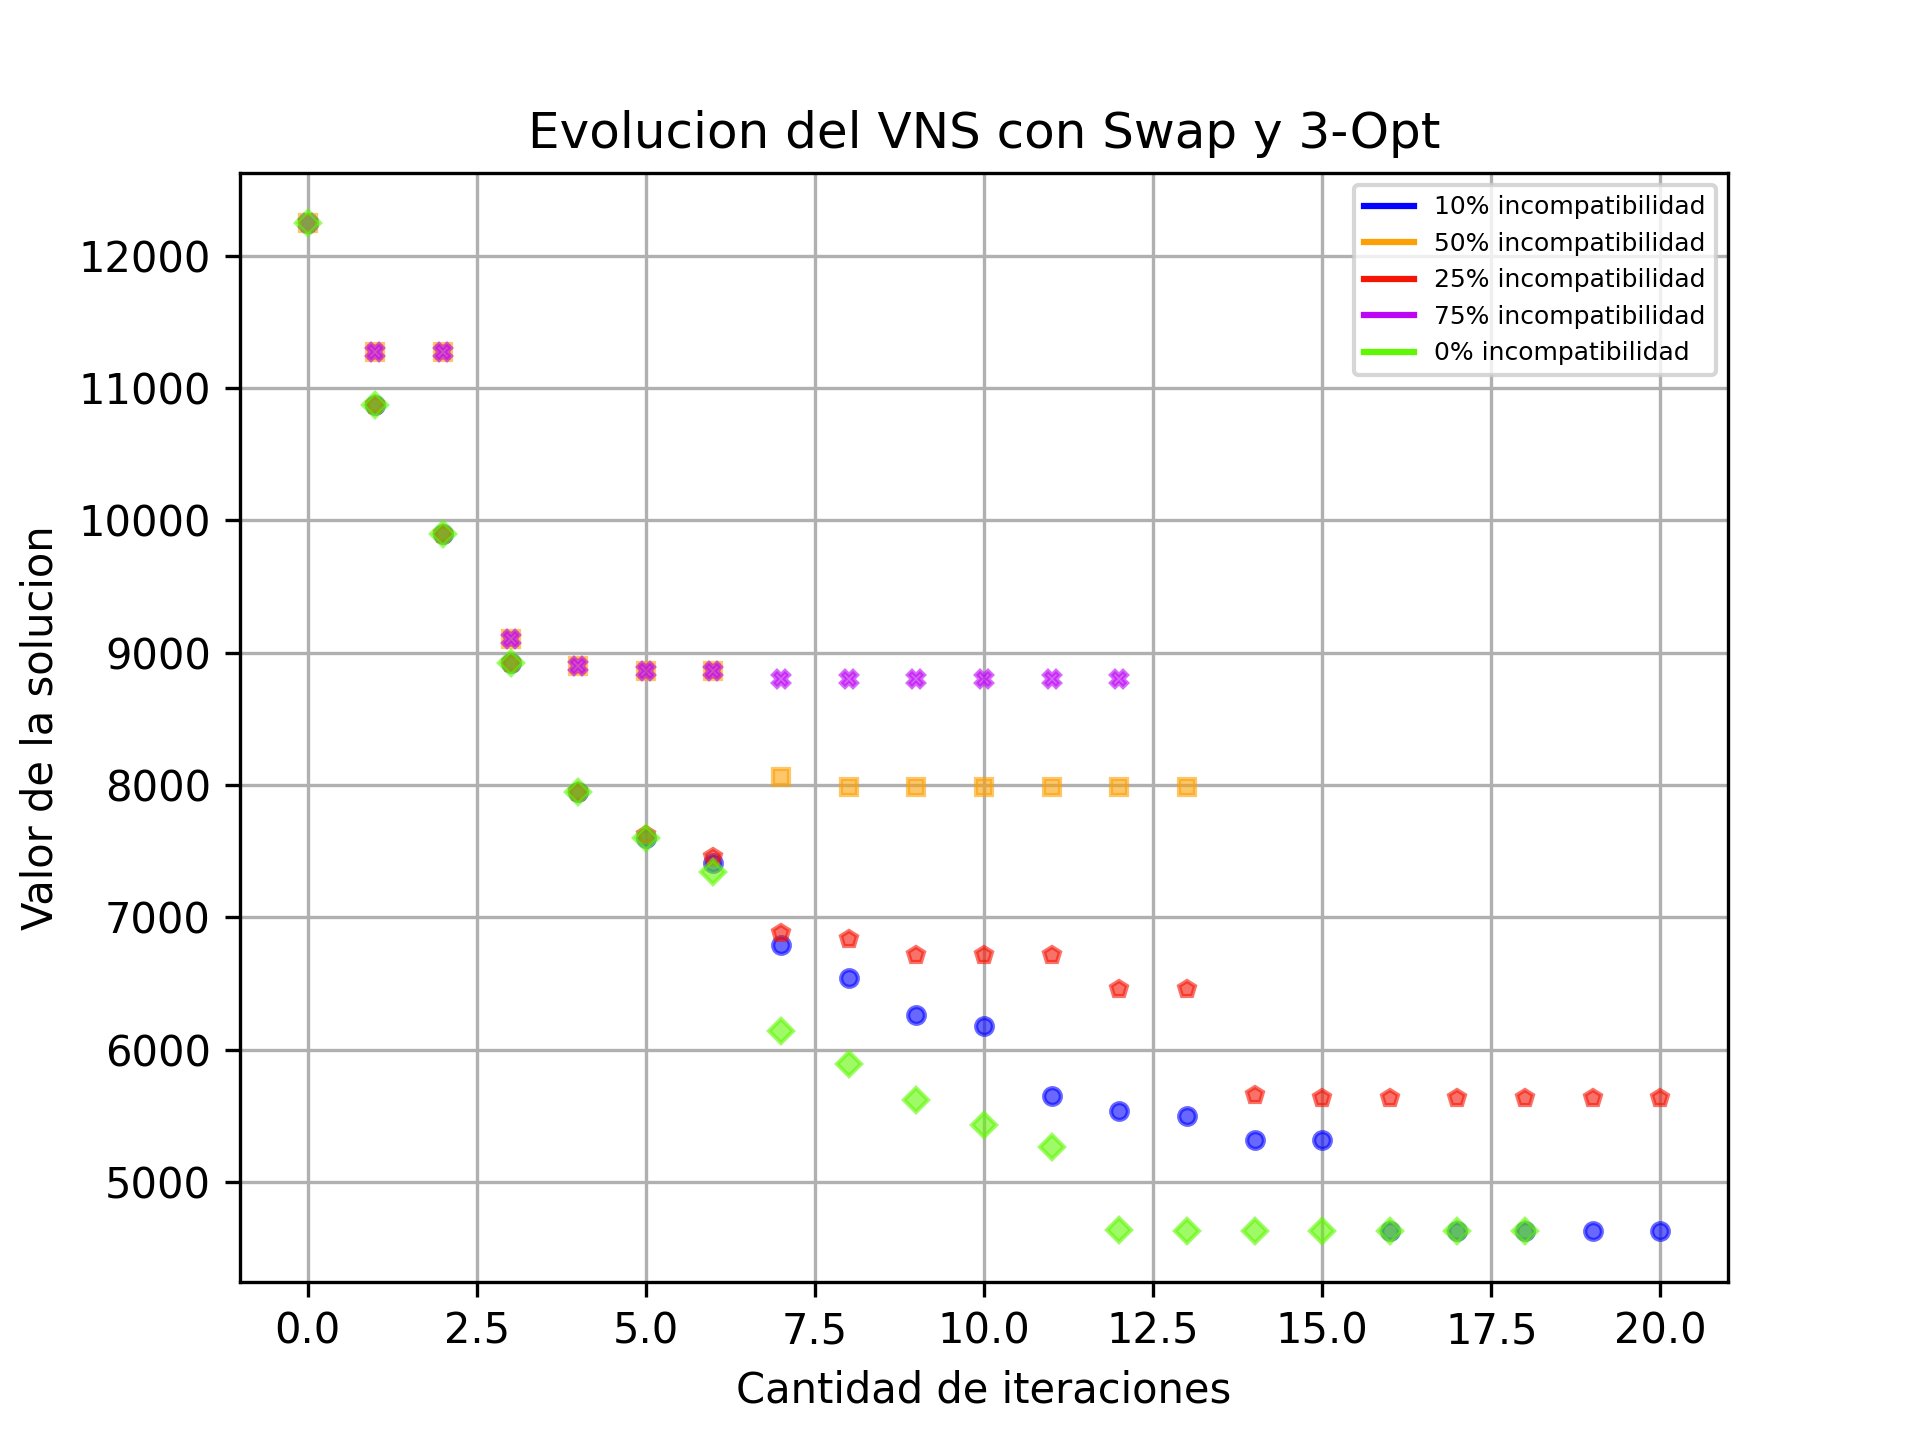 Evolucion del VNS con Swap y 3-Opt
10% incompatibilidad
50% incompatibilidad
25% incompatibilidad
75% incompatibilidad
0% incompatibilidad
Valor de la solucion
12000
11000
10000
9000
8000
7000
6000
5000
0.0 2.5 5.0 7.5 10.0 12.5 15.0 17.5 20.0
Cantidad de iteraciones